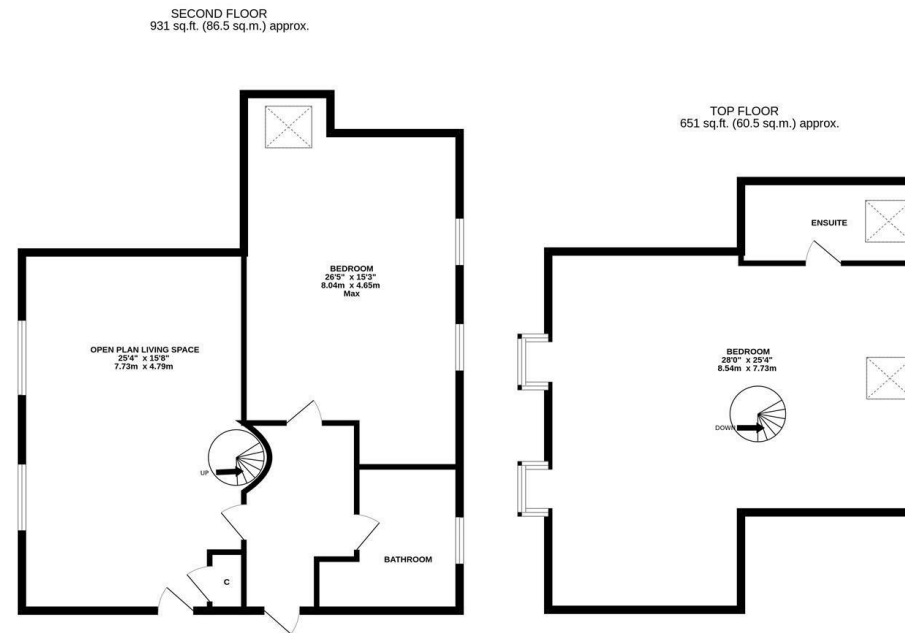 SECOND FLOOR
931 sq.ft. (86.5 sq.m.) approx.
TOP FLOOR
651 sq.ft. (60.5 sq.m.) approx.
BEDROOM
26'5" x 15'3"
8.04m x 4.65m
Max
OPEN PLAN LIVING SPACE
25'4" x 15'8"
7.73m x 4.79m
UP
C
BATHROOM
ENSUITE
BEDROOM
28'0" x 25'4"
8.54m x 7.73m
DOWN